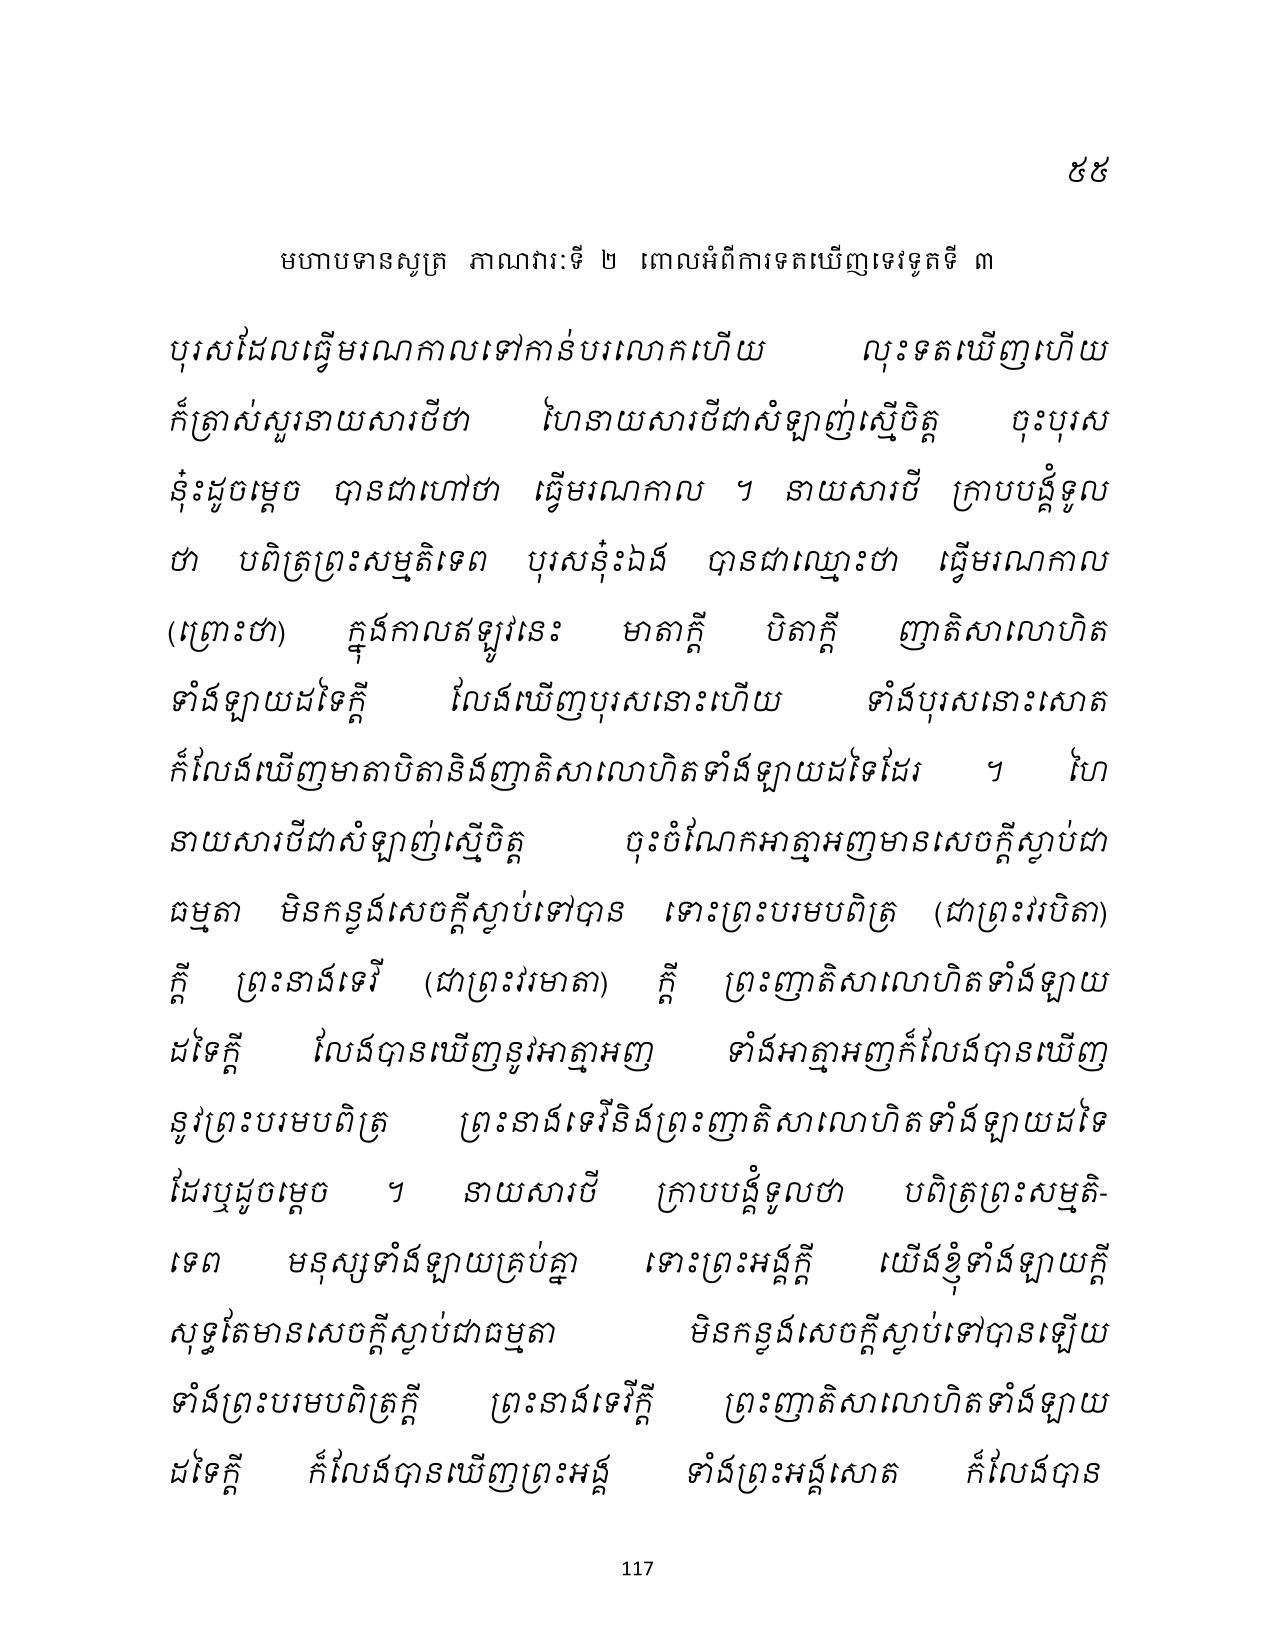 ៥៥
មហាបទានសូត្រ ភាណវារៈទី ២ ពោលអំពីការទតឃើញទេវទូតទី ៣
បុរសដែលធ្វើមរណកាលទៅកាន់បរលោកហើយ លុះទតឃើញហើយ
ក៏ត្រាស់សួរនាយសារថីថា ហៃនាយសារថីជាសំឡាញ់ស្មើចិត្ត ចុះបុរស
នុ៎ះដូចម្តេច បានជាហៅថា ធ្វើមរណកាល ។ នាយសារថី ក្រាបបង្គំទូល
ថា បពិត្រព្រះសម្មតិទេព បុរសនុ៎ះឯង បានជាឈ្មោះថា ធ្វើមរណកាល
(ព្រោះថា) ក្នុងកាលឥឡូវនេះ មាតាក្តី បិតាក្តី ញាតិសាលោហិត
ទាំងឡាយដទៃក្តី លែងឃើញបុរសនោះហើយ ទាំងបុរសនោះសោត
ក៏លែងឃើញមាតាបិតានិងញាតិសាលោហិតទាំងឡាយដទៃដែរ ។ ហៃ
នាយសារថីជាសំឡាញ់ស្មើចិត្ត ចុះចំណែកអាត្មាអញមានសេចក្តីស្លាប់ជា
ធម្មតា មិនកន្លងសេចក្តីស្លាប់ទៅបាន ទោះព្រះបរមបពិត្រ (ជាព្រះវរបិតា)
ក្តី ព្រះនាងទេវី (ជាព្រះវរមាតា) ក្តី ព្រះញាតិសាលោហិតទាំងឡាយ
ដទៃក្តី លែងបានឃើញនូវអាត្មាអញ ទាំងអាត្មាអញក៏លែងបានឃើញ
នូវព្រះបរមបពិត្រ ព្រះនាងទេវីនិងព្រះញាតិសាលោហិតទាំងឡាយដទៃ
ដែរឬដូចម្តេច ។ នាយសារថី ក្រាបបង្គំទូលថា បពិត្រព្រះសម្មតិ-
ទេព មនុស្សទាំងឡាយគ្រប់គ្នា ទោះព្រះអង្គក្តី យើងខ្ញុំទាំងឡាយក្តី
សុទ្ធតែមានសេចក្តីស្លាប់ជាធម្មតា មិនកន្លងសេចក្តីស្លាប់ទៅបានឡើយ
ទាំងព្រះបរមបពិត្រក្តី ព្រះនាងទេវីក្តី ព្រះញាតិសាលោហិតទាំងឡាយ
ដទៃក្តី ក៏លែងបានឃើញព្រះអង្គ ទាំងព្រះអង្គសោត ក៏លែងបាន
117